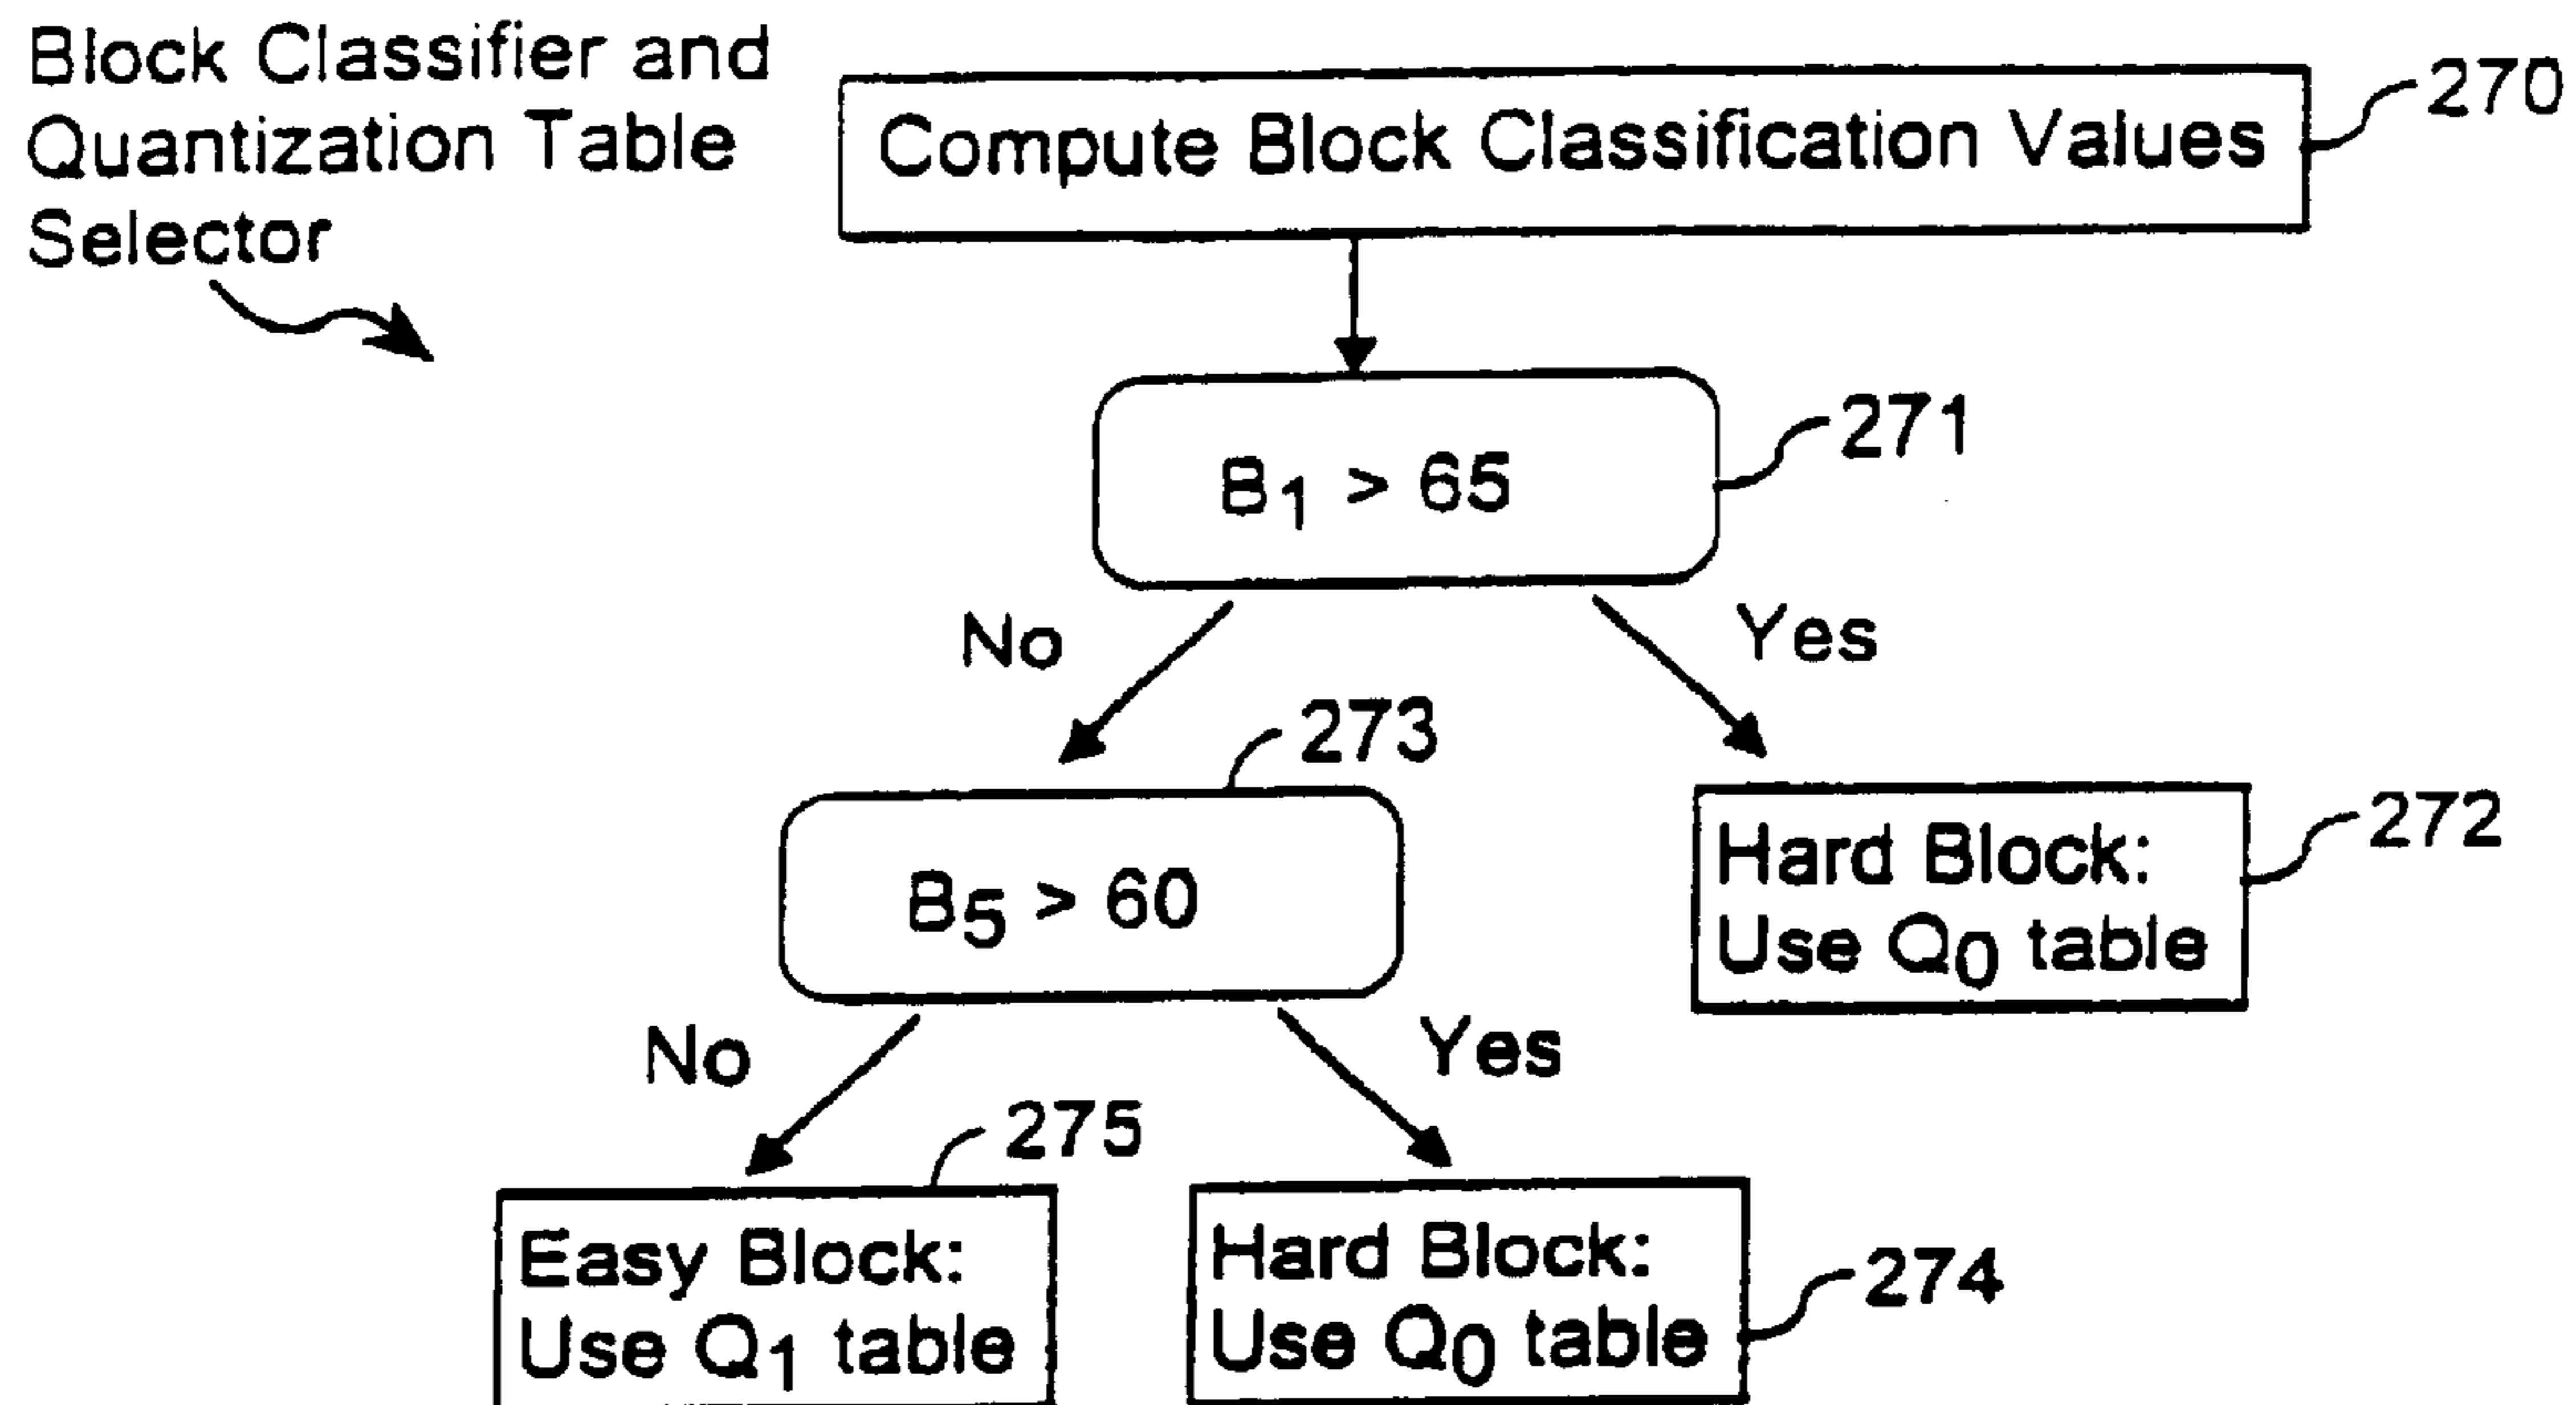 Block Classifier and
Quantization Table
Selector
Compute Block Classification Values
270
B1 > 65
271
No
Yes
273
B5 > 60
Hard Block:
Use Q0 table
272
No
Yes
275
Easy Block:
Use Q1 table
Hard Block:
Use Q0 table
274